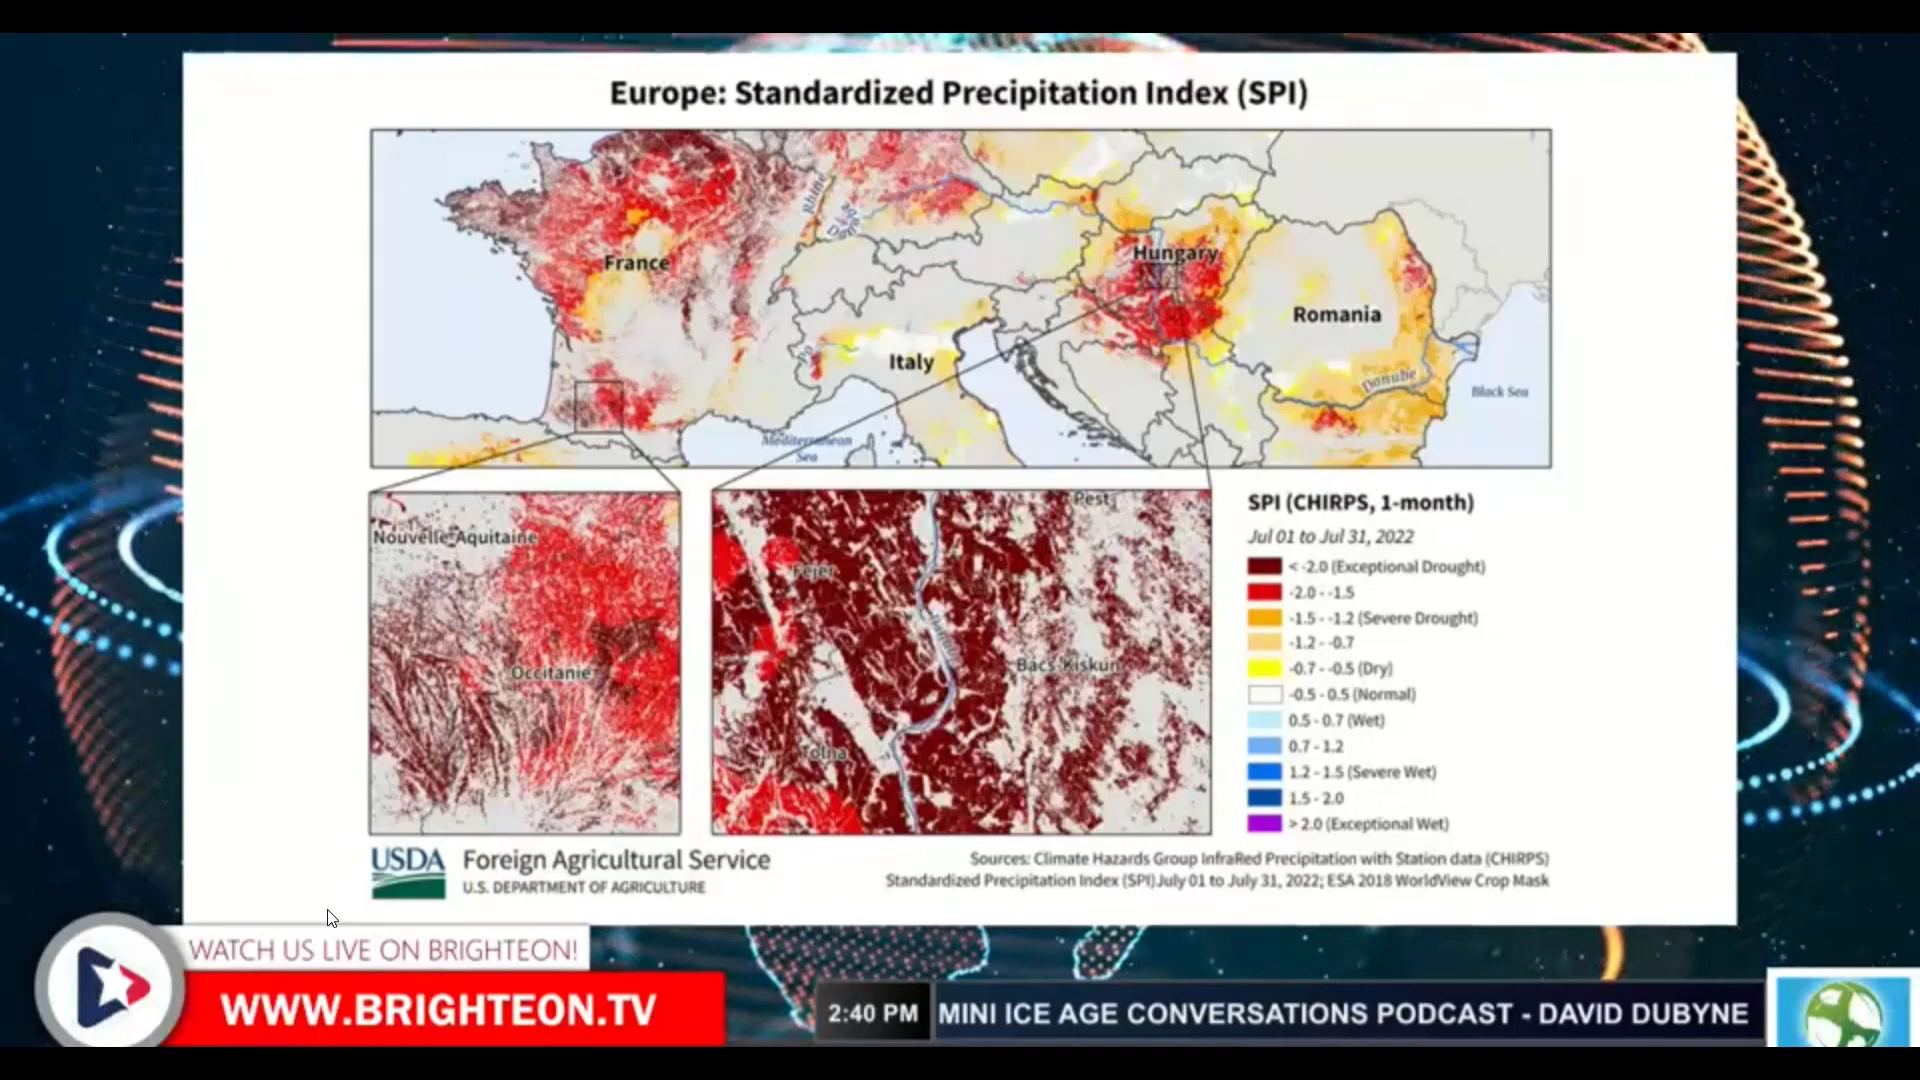 Europe: Standardized Precipitation Index (SPI)
Rhine
France
Hungary
Romania
Po
Italy
Danube
Black Sea
Mediterranean
Sea
Nouvelle Aquitaine
Occitanie
Pest
Fejer
Danube
Bács-Kiskun
Tolna
SPI (CHIRPS, 1-month)
Jul 01 to Jul 31, 2022
< -2.0 (Exceptional Drought)
-2.0 - -1.5
-1.5 - -1.2 (Severe Drought)
-1.2 - -0.7
-0.7 - -0.5 (Dry)
-0.5 - 0.5 (Normal)
0.5 - 0.7 (Wet)
0.7 - 1.2
1.2 - 1.5 (Severe Wet)
1.5 - 2.0
> 2.0 (Exceptional Wet)
USDA
Foreign Agricultural Service
U.S. DEPARTMENT OF AGRICULTURE
Sources: Climate Hazards Group InfraRed Precipitation with Station data (CHIRPS)
Standardized Precipitation Index (SPI)July 01 to July 31, 2022; ESA 2018 WorldView Crop Mask
WATCH US LIVE ON BRIGHTEON!
WWW.BRIGHTEON.TV
2:40 PM
MINI ICE AGE CONVERSATIONS PODCAST - DAVID DUBYNE